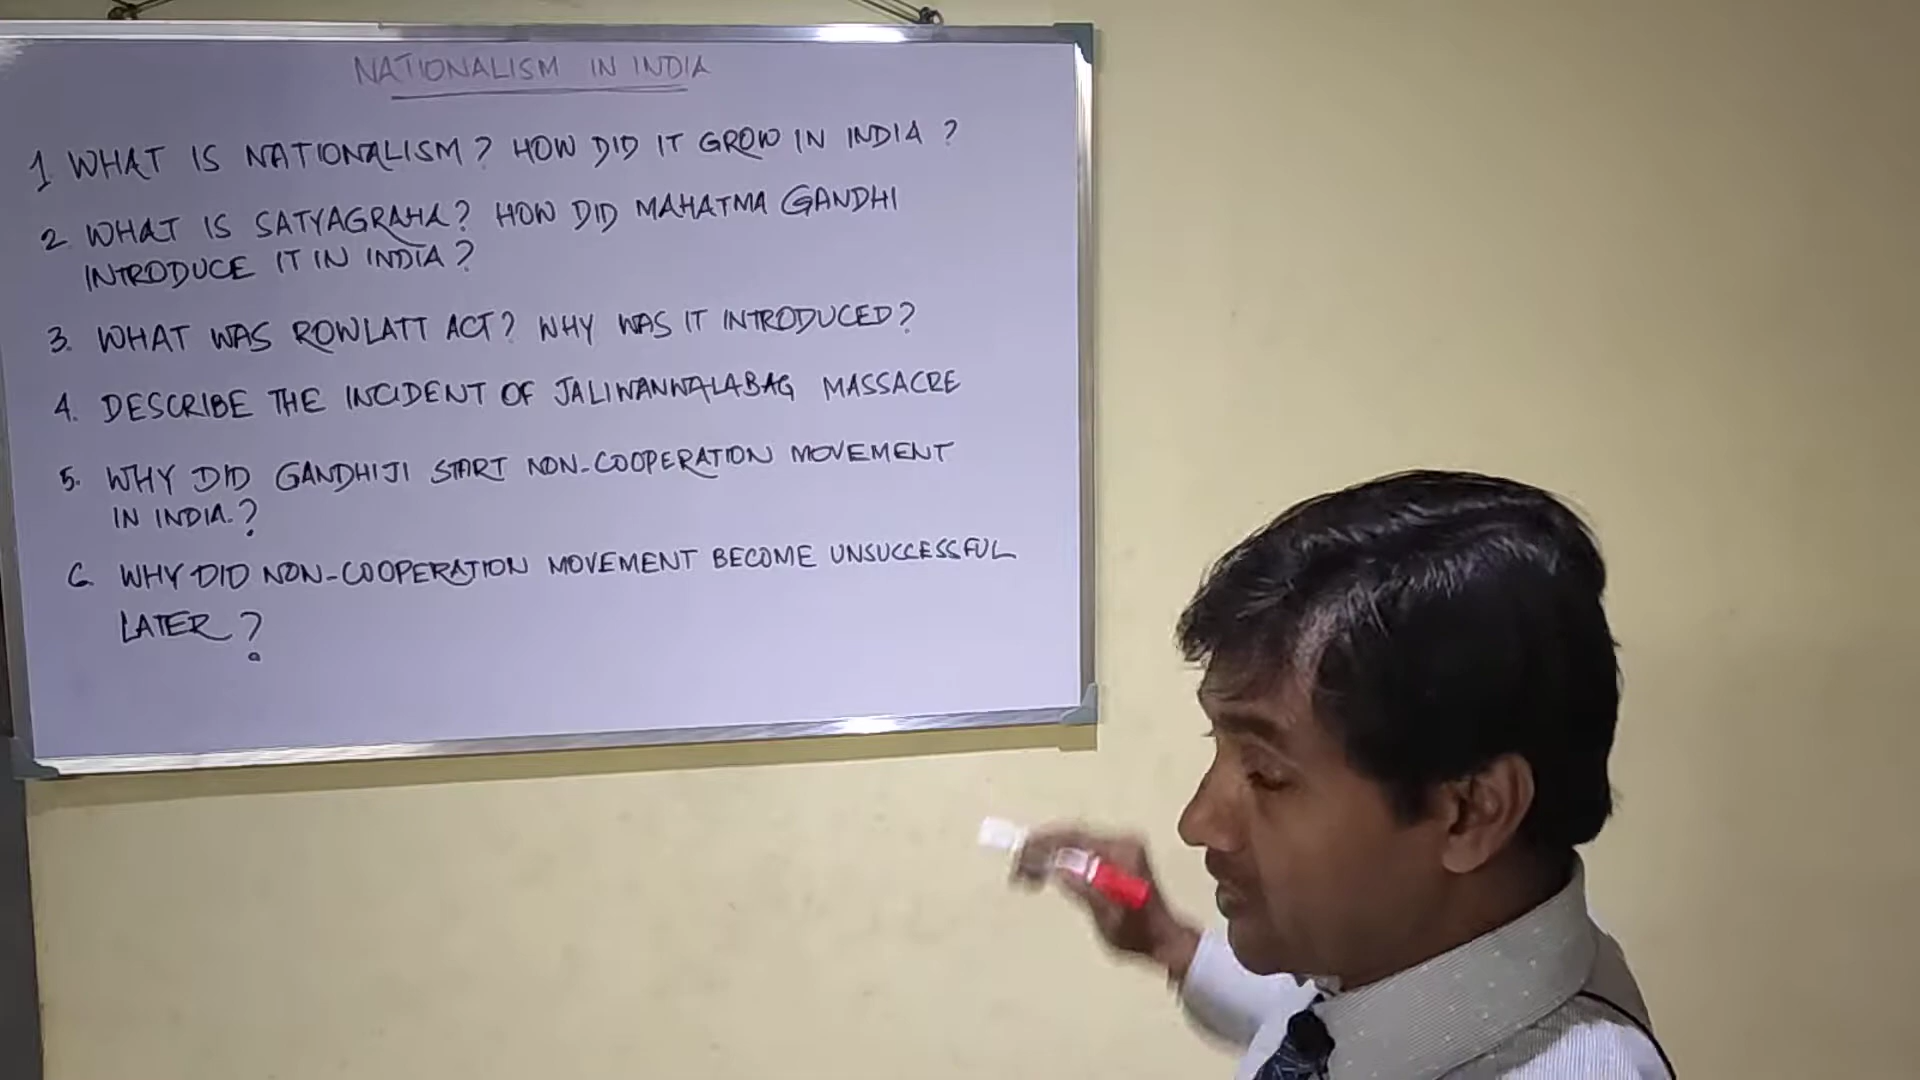 NATIONALISM IN INDIA
1 WHAT IS NATIONALISM? HOW DID IT GROW IN INDIA ?
2 WHAT IS SATYAGRAHA? HOW DID MAHATMA GANDHI
INTRODUCE IT IN INDIA ?
3. WHAT WAS ROWLATT ACT? WHY WAS IT INTRODUCED?
4. DESCRIBE THE INCIDENT OF JALIWANWALABAG MASSACRE
5. WHY DID GANDHIJI START NON-COOPERATION MOVEMENT
IN INDIA.?
6. WHY DID NON-COOPERATION MOVEMENT BECOME UNSUCCESSFUL
LATER ?